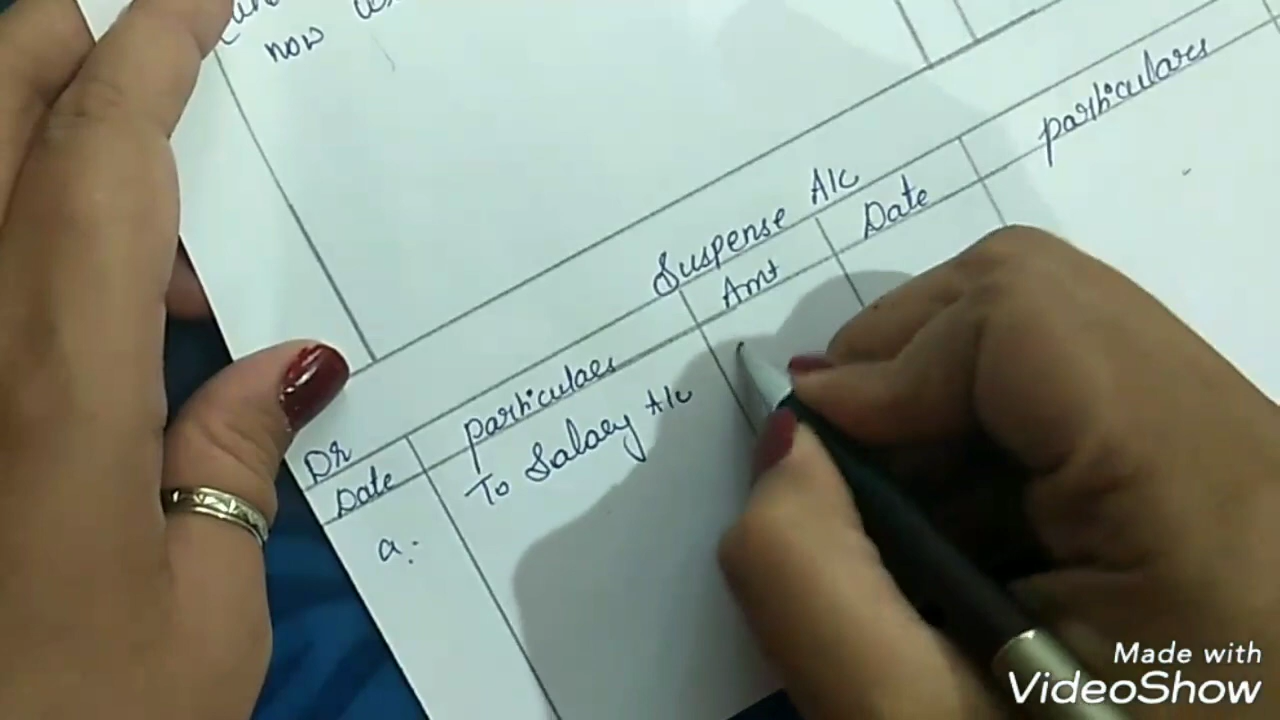 now
Suspense A/c
Dr
Date particulars Amt Date particulars
a. To Salary A/c
Made with
VideoShow